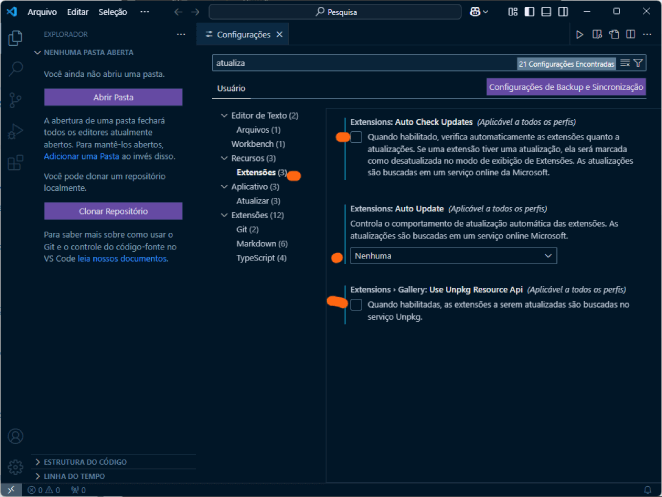 Arquivo Editar Seleção ···
Pesquisa
EXPLORADOR ···
NENHUMA PASTA ABERTA
Você ainda não abriu uma pasta.
Abrir Pasta
A abertura de uma pasta fechará
todos os editores atualmente
abertos. Para mantê-los abertos,
Adicionar uma Pasta ao invés disso.
Você pode clonar um repositório
localmente.
Clonar Repositório
Para saber mais sobre como usar o
Git e o controle do código-fonte no
VS Code leia nossos documentos.
ESTRUTURA DO CÓDIGO
LINHA DO TEMPO
Configurações
atualiza
21 Configurações Encontradas
Usuário
Configurações de Backup e Sincronização
Editor de Texto (2)
Arquivos (1)
Workbench (1)
Recursos (3)
Extensões (3)
Aplicativo (3)
Atualizar (3)
Extensões (12)
Git (2)
Markdown (6)
TypeScript (4)
Extensions: Auto Check Updates (Aplicável a todos os perfis)
Quando habilitado, verifica automaticamente as extensões quanto a
atualizações. Se uma extensão tiver uma atualização, ela será marcada
como desatualizada no modo de exibição de Extensões. As atualizações
são buscadas em um serviço online da Microsoft.
Extensions: Auto Update (Aplicável a todos os perfis)
Controla o comportamento de atualização automática das extensões. As
atualizações são buscadas em um serviço online Microsoft.
Nenhuma
Extensions › Gallery: Use Unpkg Resource Api (Aplicável a todos os perfis)
Quando habilitadas, as extensões a serem atualizadas são buscadas no
serviço Unpkg.
0 0 0